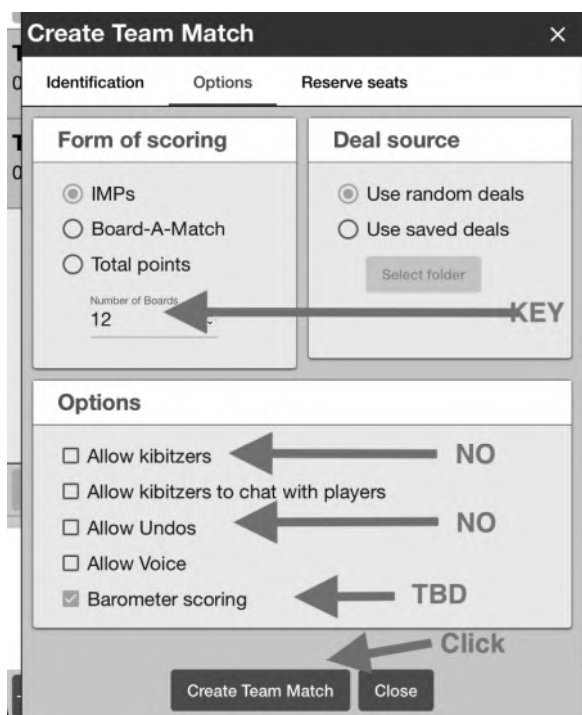 Create Team Match ×
Identification Options Reserve seats
Form of scoring
IMPs
Board-A-Match
Total points
Number of Boards
12
Deal source
Use random deals
Use saved deals
Select folder
KEY
Options
Allow kibitzers NO
Allow kibitzers to chat with players
Allow Undos NO
Allow Voice
Barometer scoring TBD
Click
Create Team Match Close